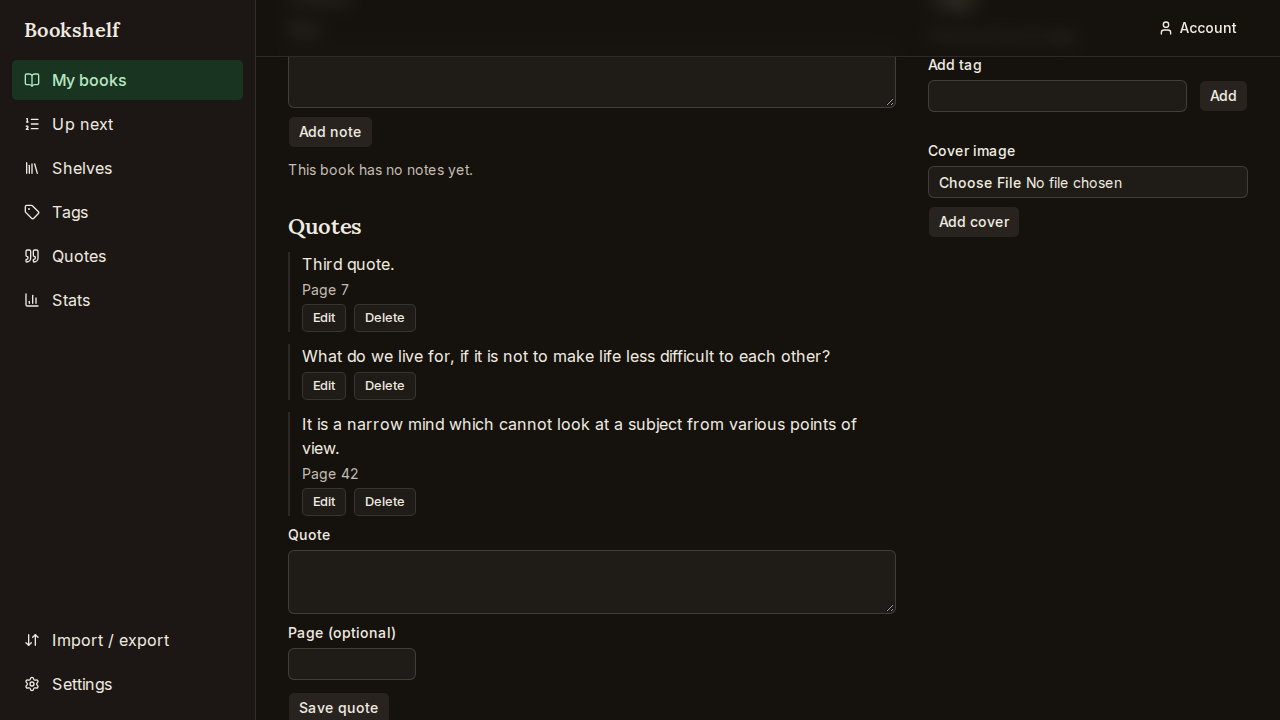 Bookshelf
My books
Up next
Shelves
Tags
Quotes
Stats
Import / export
Settings
Account
Add note
This book has no notes yet.
Quotes
Third quote.
Page 7
Edit Delete
What do we live for, if it is not to make life less difficult to each other?
Edit Delete
It is a narrow mind which cannot look at a subject from various points of
view.
Page 42
Edit Delete
Quote
Page (optional)
Save quote
Add tag
Add
Cover image
Choose File No file chosen
Add cover